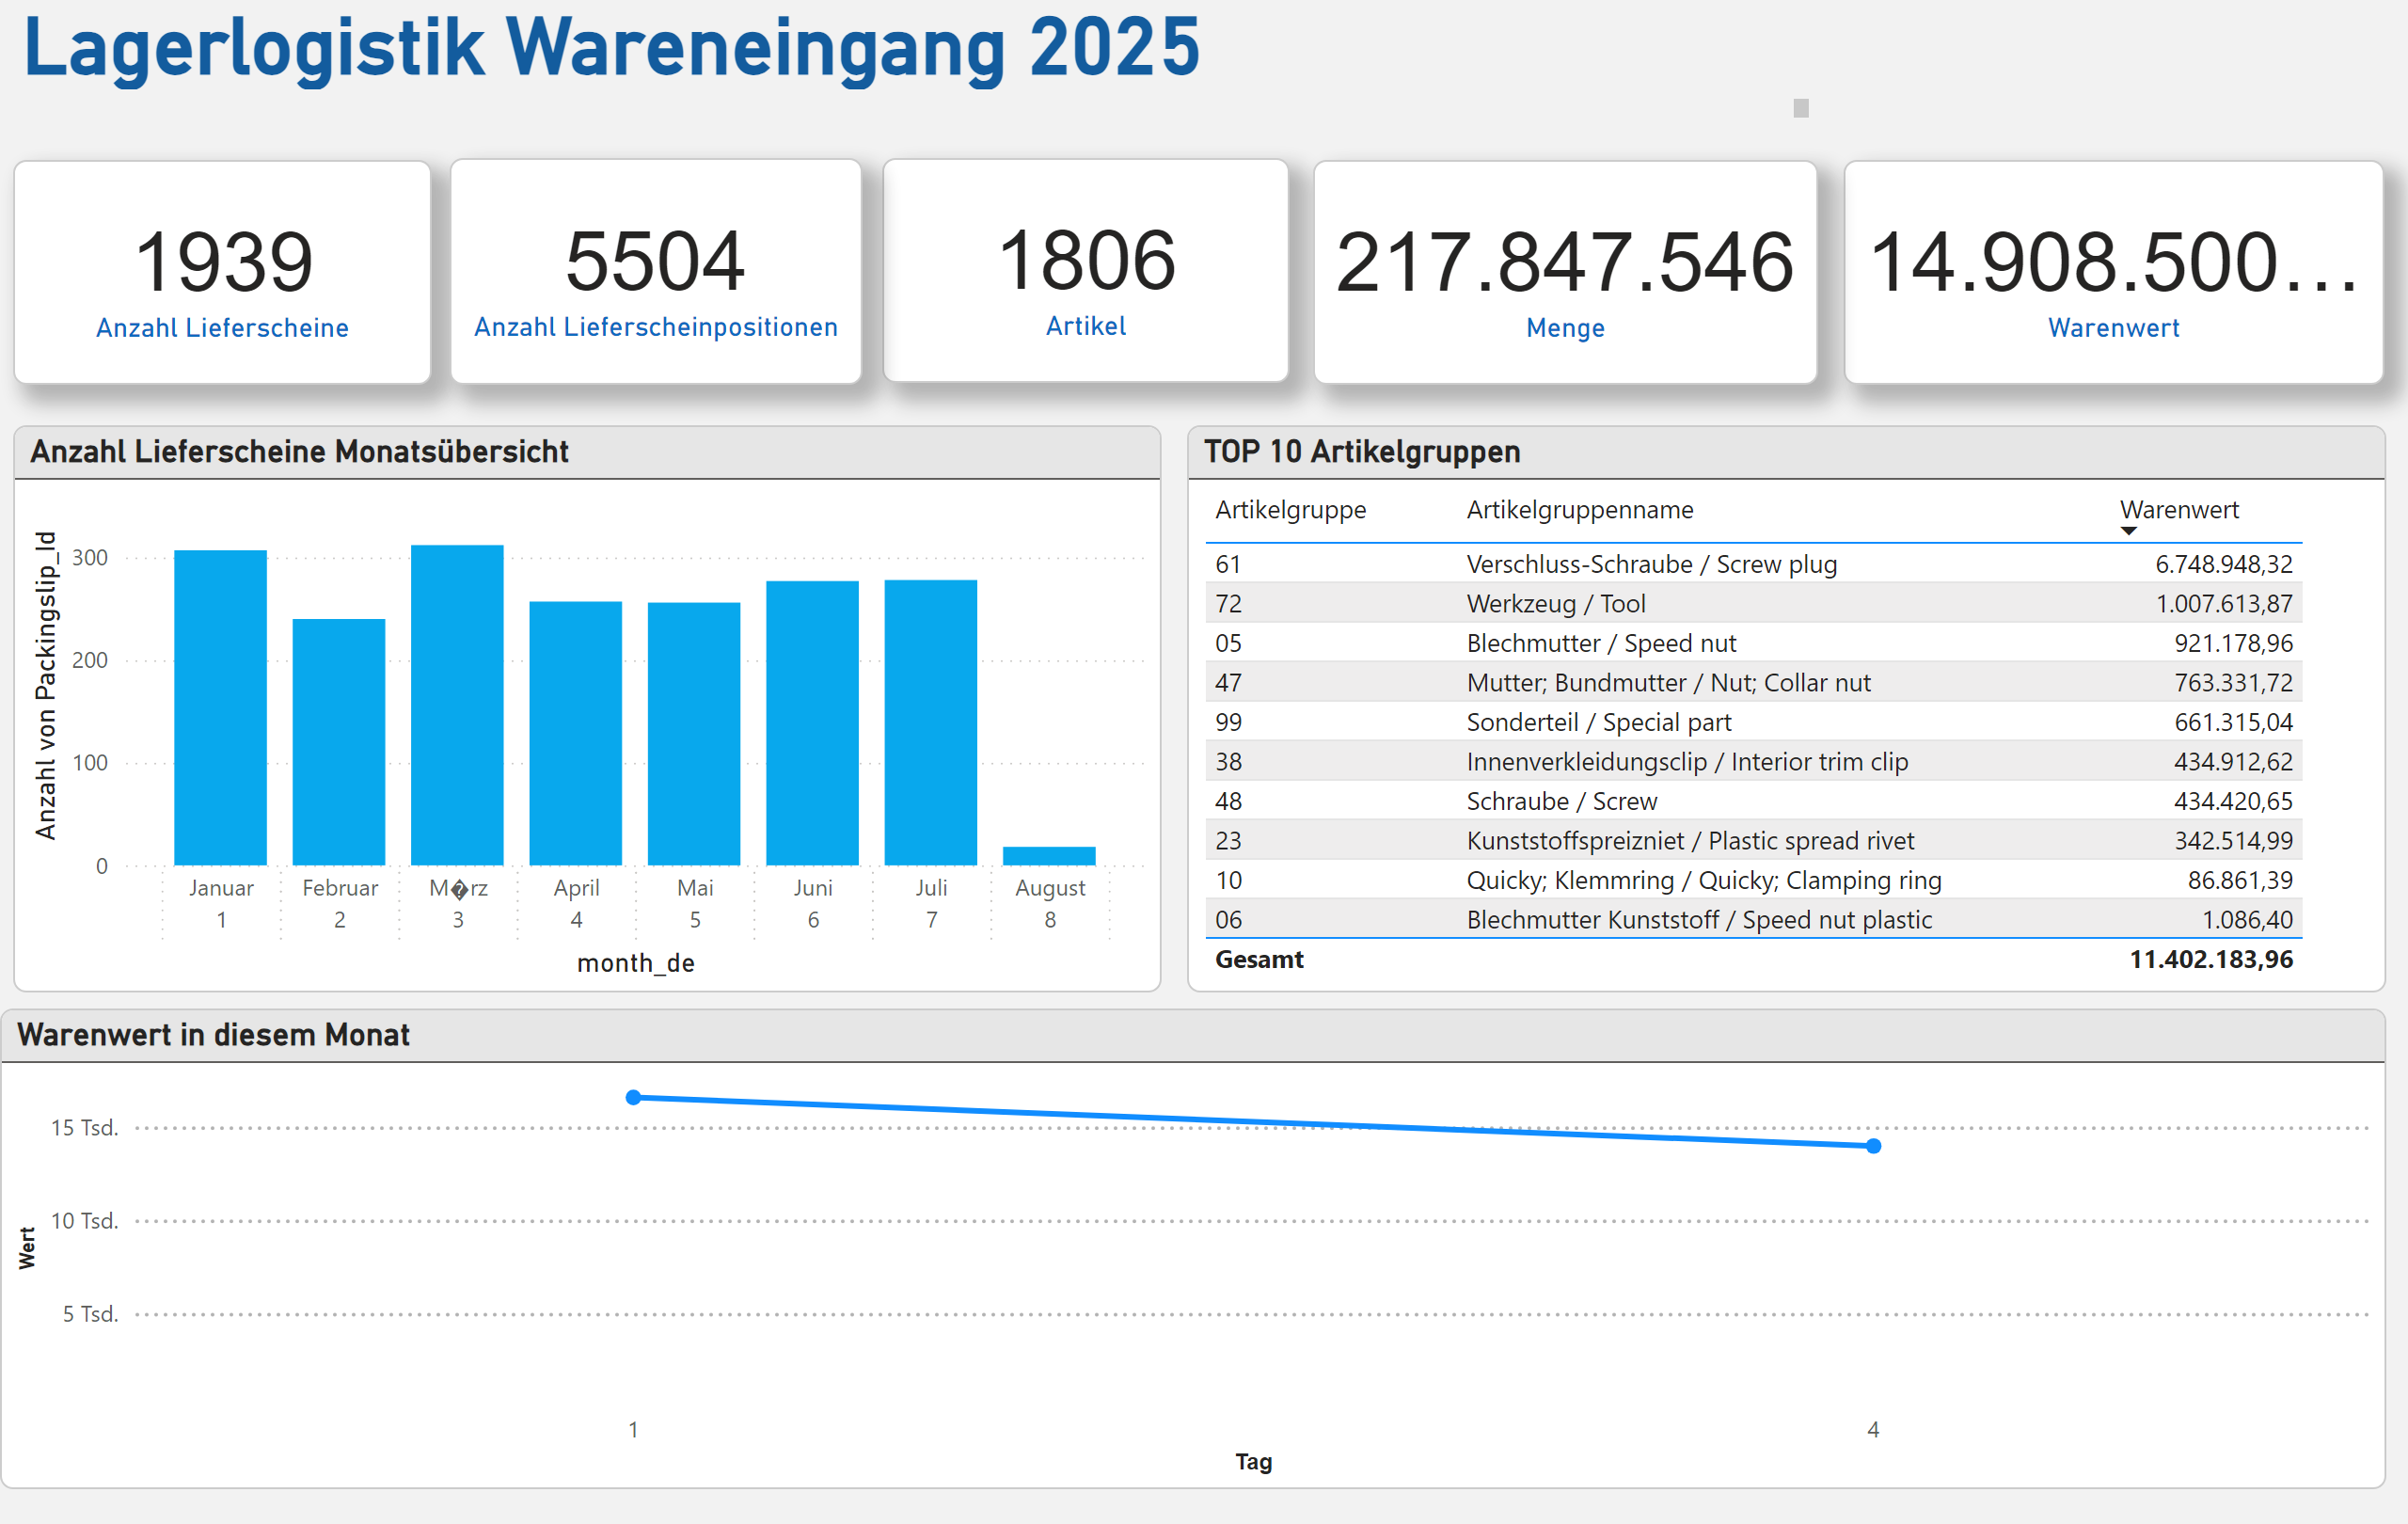 Lagerlogistik Wareneingang 2025
1939
Anzahl Lieferscheine
5504
Anzahl Lieferscheinpositionen
1806
Artikel
217.847.546
Menge
14.908.500...
Warenwert
Anzahl Lieferscheine Monatsübersicht
Anzahl von Packingslip_Id
300
200
100
0
Januar Februar M�rz April Mai Juni Juli August
1 2 3 4 5 6 7 8
month_de
TOP 10 Artikelgruppen
Artikelgruppe Artikelgruppenname Warenwert
61 Verschluss-Schraube / Screw plug 6.748.948,32
72 Werkzeug / Tool 1.007.613,87
05 Blechmutter / Speed nut 921.178,96
47 Mutter; Bundmutter / Nut; Collar nut 763.331,72
99 Sonderteil / Special part 661.315,04
38 Innenverkleidungsclip / Interior trim clip 434.912,62
48 Schraube / Screw 434.420,65
23 Kunststoffspreizniet / Plastic spread rivet 342.514,99
10 Quicky; Klemmring / Quicky; Clamping ring 86.861,39
06 Blechmutter Kunststoff / Speed nut plastic 1.086,40
Gesamt 11.402.183,96
Warenwert in diesem Monat
Wert
15 Tsd.
10 Tsd.
5 Tsd.
1 4
Tag